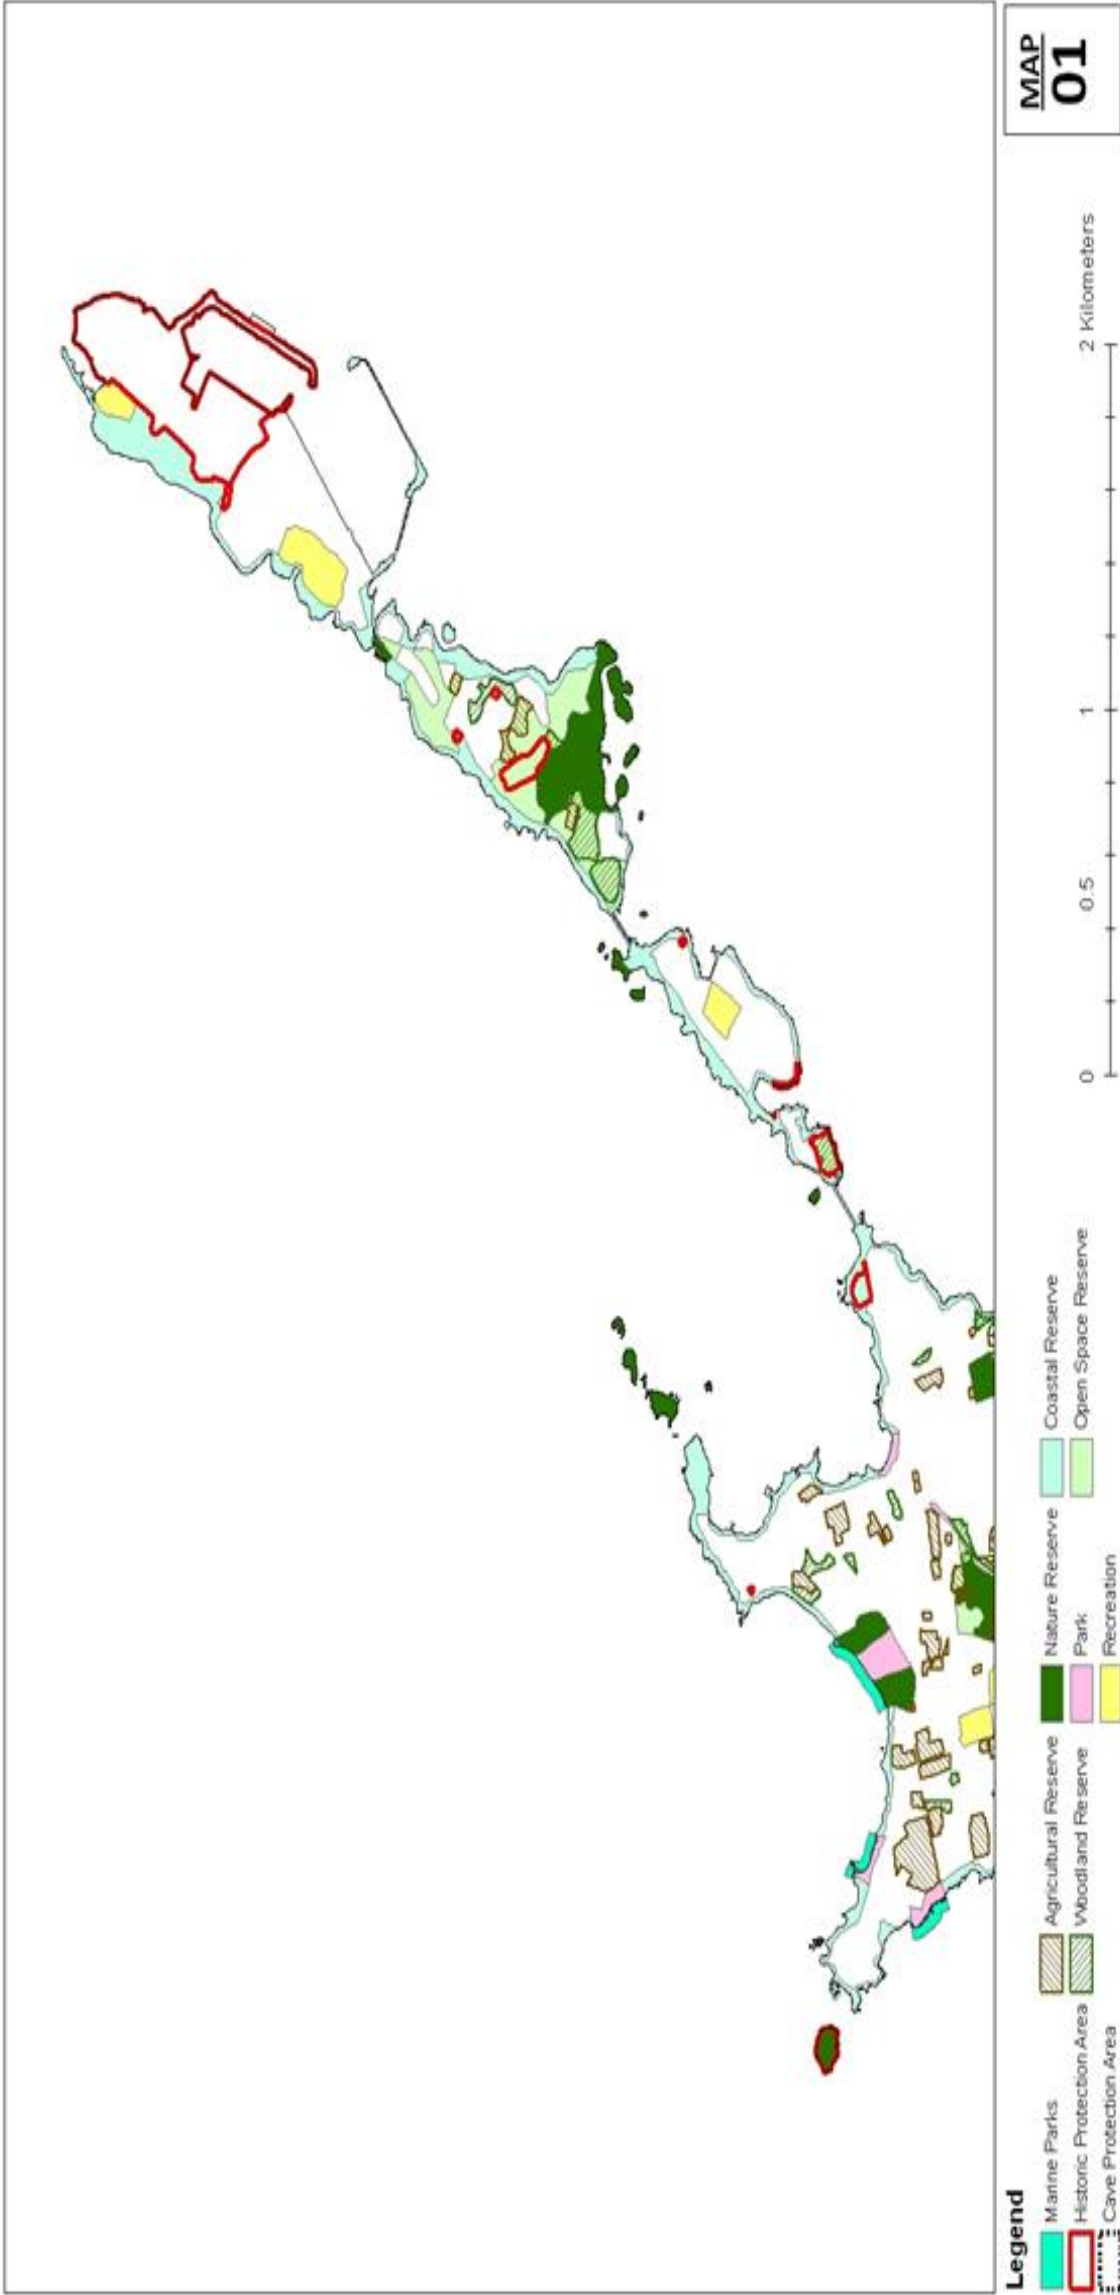 MAP
01
Legend
Marine Parks
Historic Protection Area
Cave Protection Area
Agricultural Reserve
Woodland Reserve
Nature Reserve
Park
Recreation
Coastal Reserve
Open Space Reserve
0 0.5 1 2 Kilometers